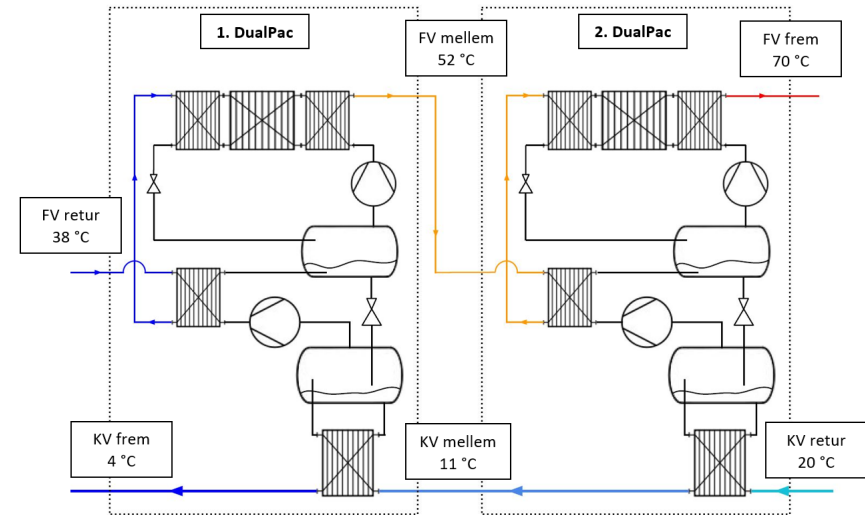 1. DualPac
FV mellem
52 °C
2. DualPac
FV frem
70 °C
FV retur
38 °C
KV frem
4 °C
KV mellem
11 °C
KV retur
20 °C